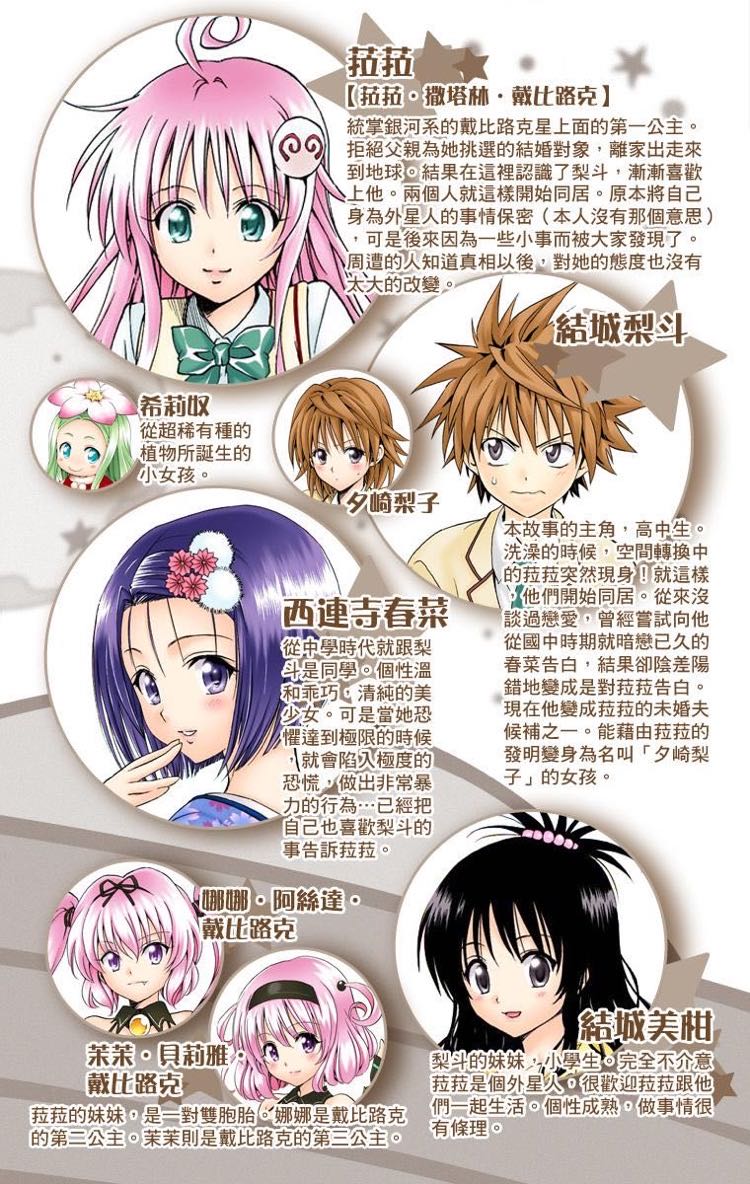 菈菈
【菈菈・撒塔林・戴比路克】
統掌銀河系的戴比路克星上面的第一公主。
拒絕父親為她挑選的結婚對象，離家出走來
到地球。結果在這裡認識了梨斗，漸漸喜歡
上他。兩個人就這樣開始同居。原本將自己
身為外星人的事情保密（本人沒有那個意思）
，可是後來因為一些小事而被大家發現了。
周遭的人知道真相以後，對她的態度也沒有
太大的改變。
結城梨斗
本故事的主角，高中生。
洗澡的時候，空間轉換中
的菈菈突然現身！就這樣
，他們開始同居。從來沒
談過戀愛，曾經嘗試向他
從國中時期就暗戀已久的
春菜告白，結果卻陰差陽
錯地變成是對菈菈告白。
現在他變成菈菈的未婚夫
候補之一。能藉由菈菈的
發明變身為名叫「夕崎梨
子」的女孩。
希莉奴
從超稀有種的
植物所誕生的
小女孩。
夕崎梨子
西連寺春菜
從中學時代就跟梨
斗是同學。個性溫
和乖巧，清純的美
少女。可是當她恐
懼達到極限的時候
，就會陷入極度的
恐慌，做出非常暴
力的行為…已經把
自己也喜歡梨斗的
事告訴菈菈。
娜娜・阿絲達・
戴比路克
茉茉・貝莉雅・
戴比路克
菈菈的妹妹，是一對雙胞胎。娜娜是戴比路克
的第二公主。茉茉則是戴比路克的第三公主。
結城美柑
梨斗的妹妹，小學生。完全不介意
菈菈是個外星人，很歡迎菈菈跟他
們一起生活。個性成熟，做事情很
有條理。